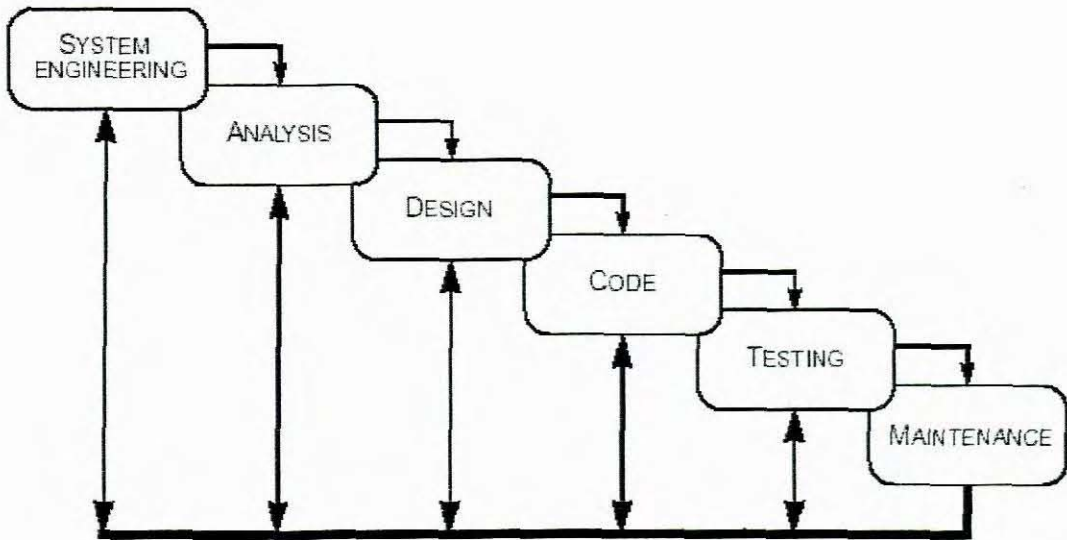 SYSTEM
ENGINEERING
ANALYSIS
DESIGN
CODE
TESTING
MAINTENANCE